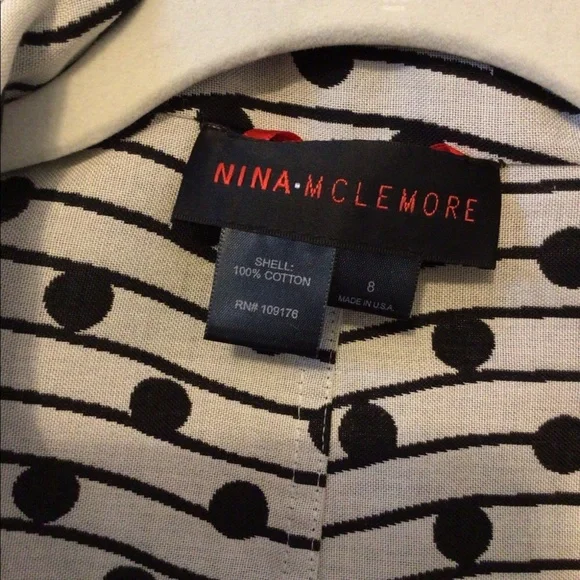 NINA·MCLEMORE
SHELL:
100% COTTON
RN# 109176
8
MADE IN U.S.A.